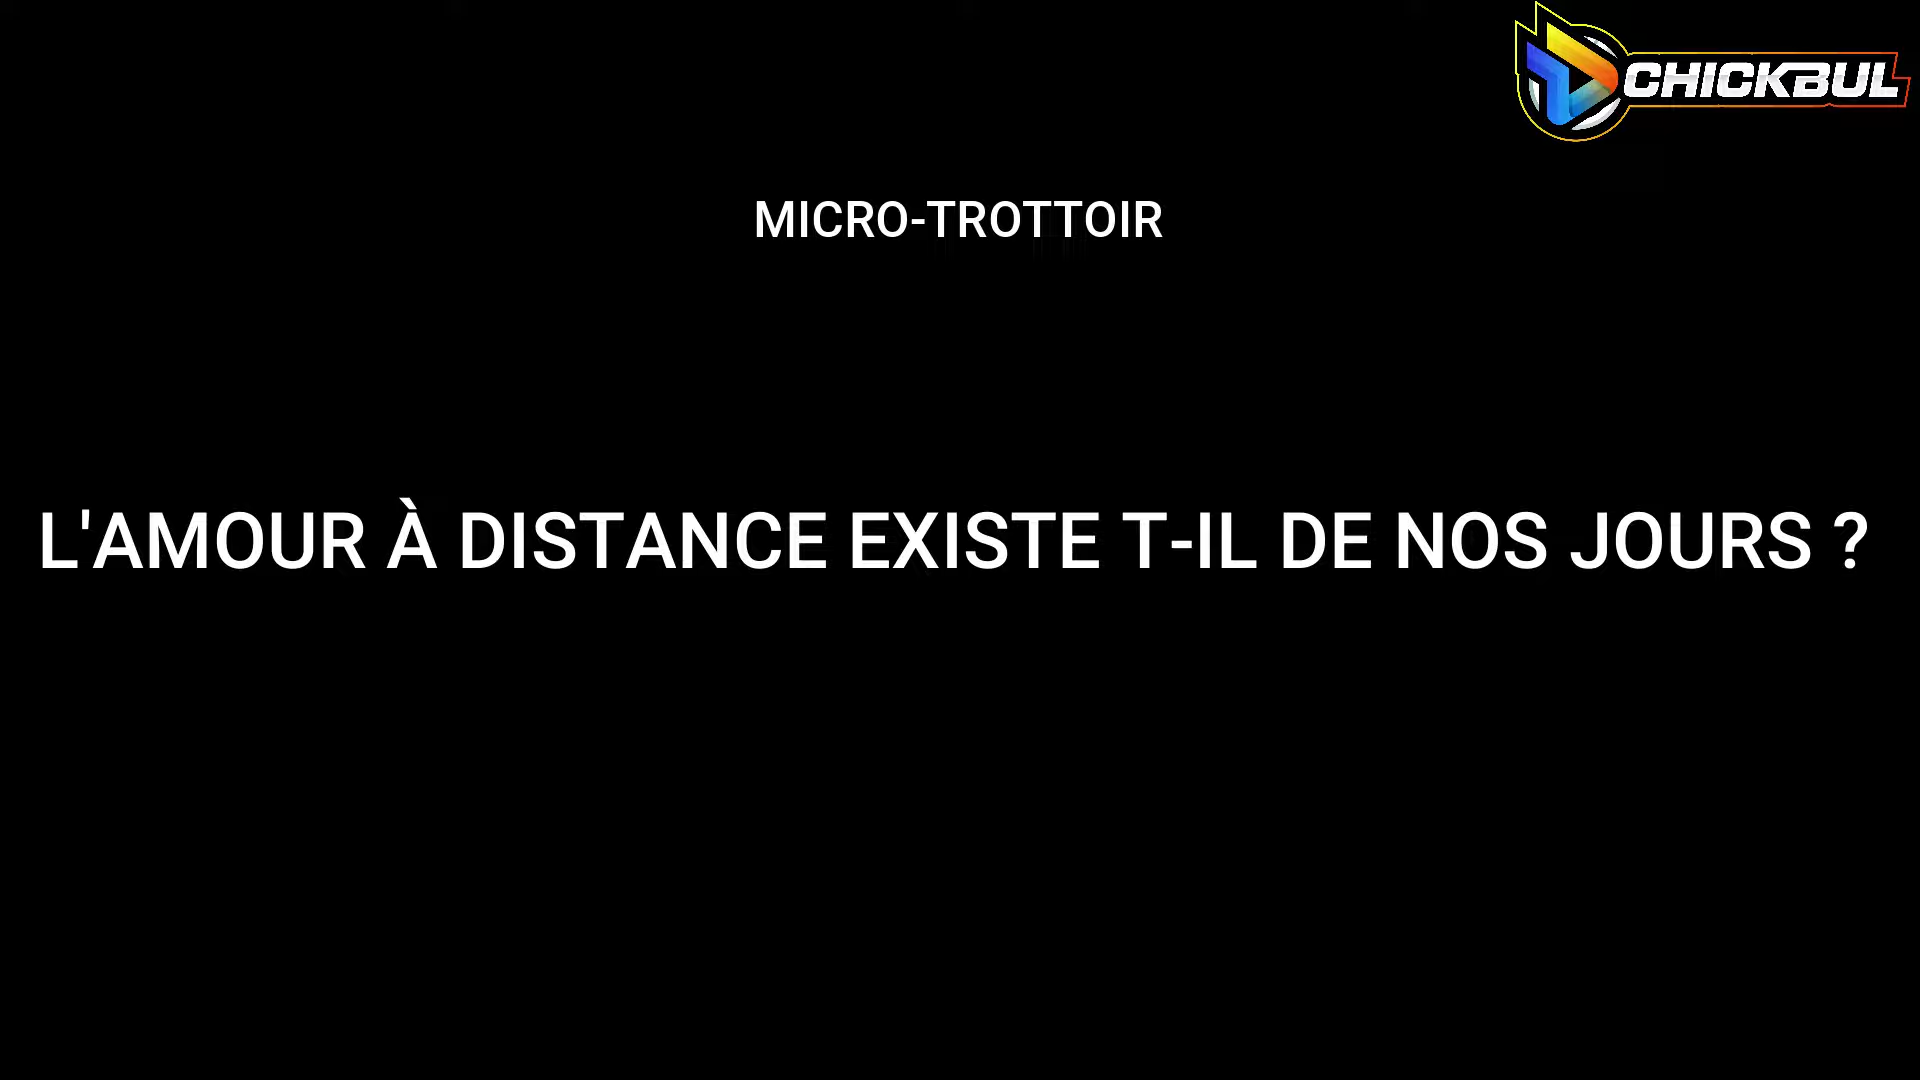 CHICKBUL
MICRO-TROTTOIR
L'AMOUR À DISTANCE EXISTE T-IL DE NOS JOURS ?